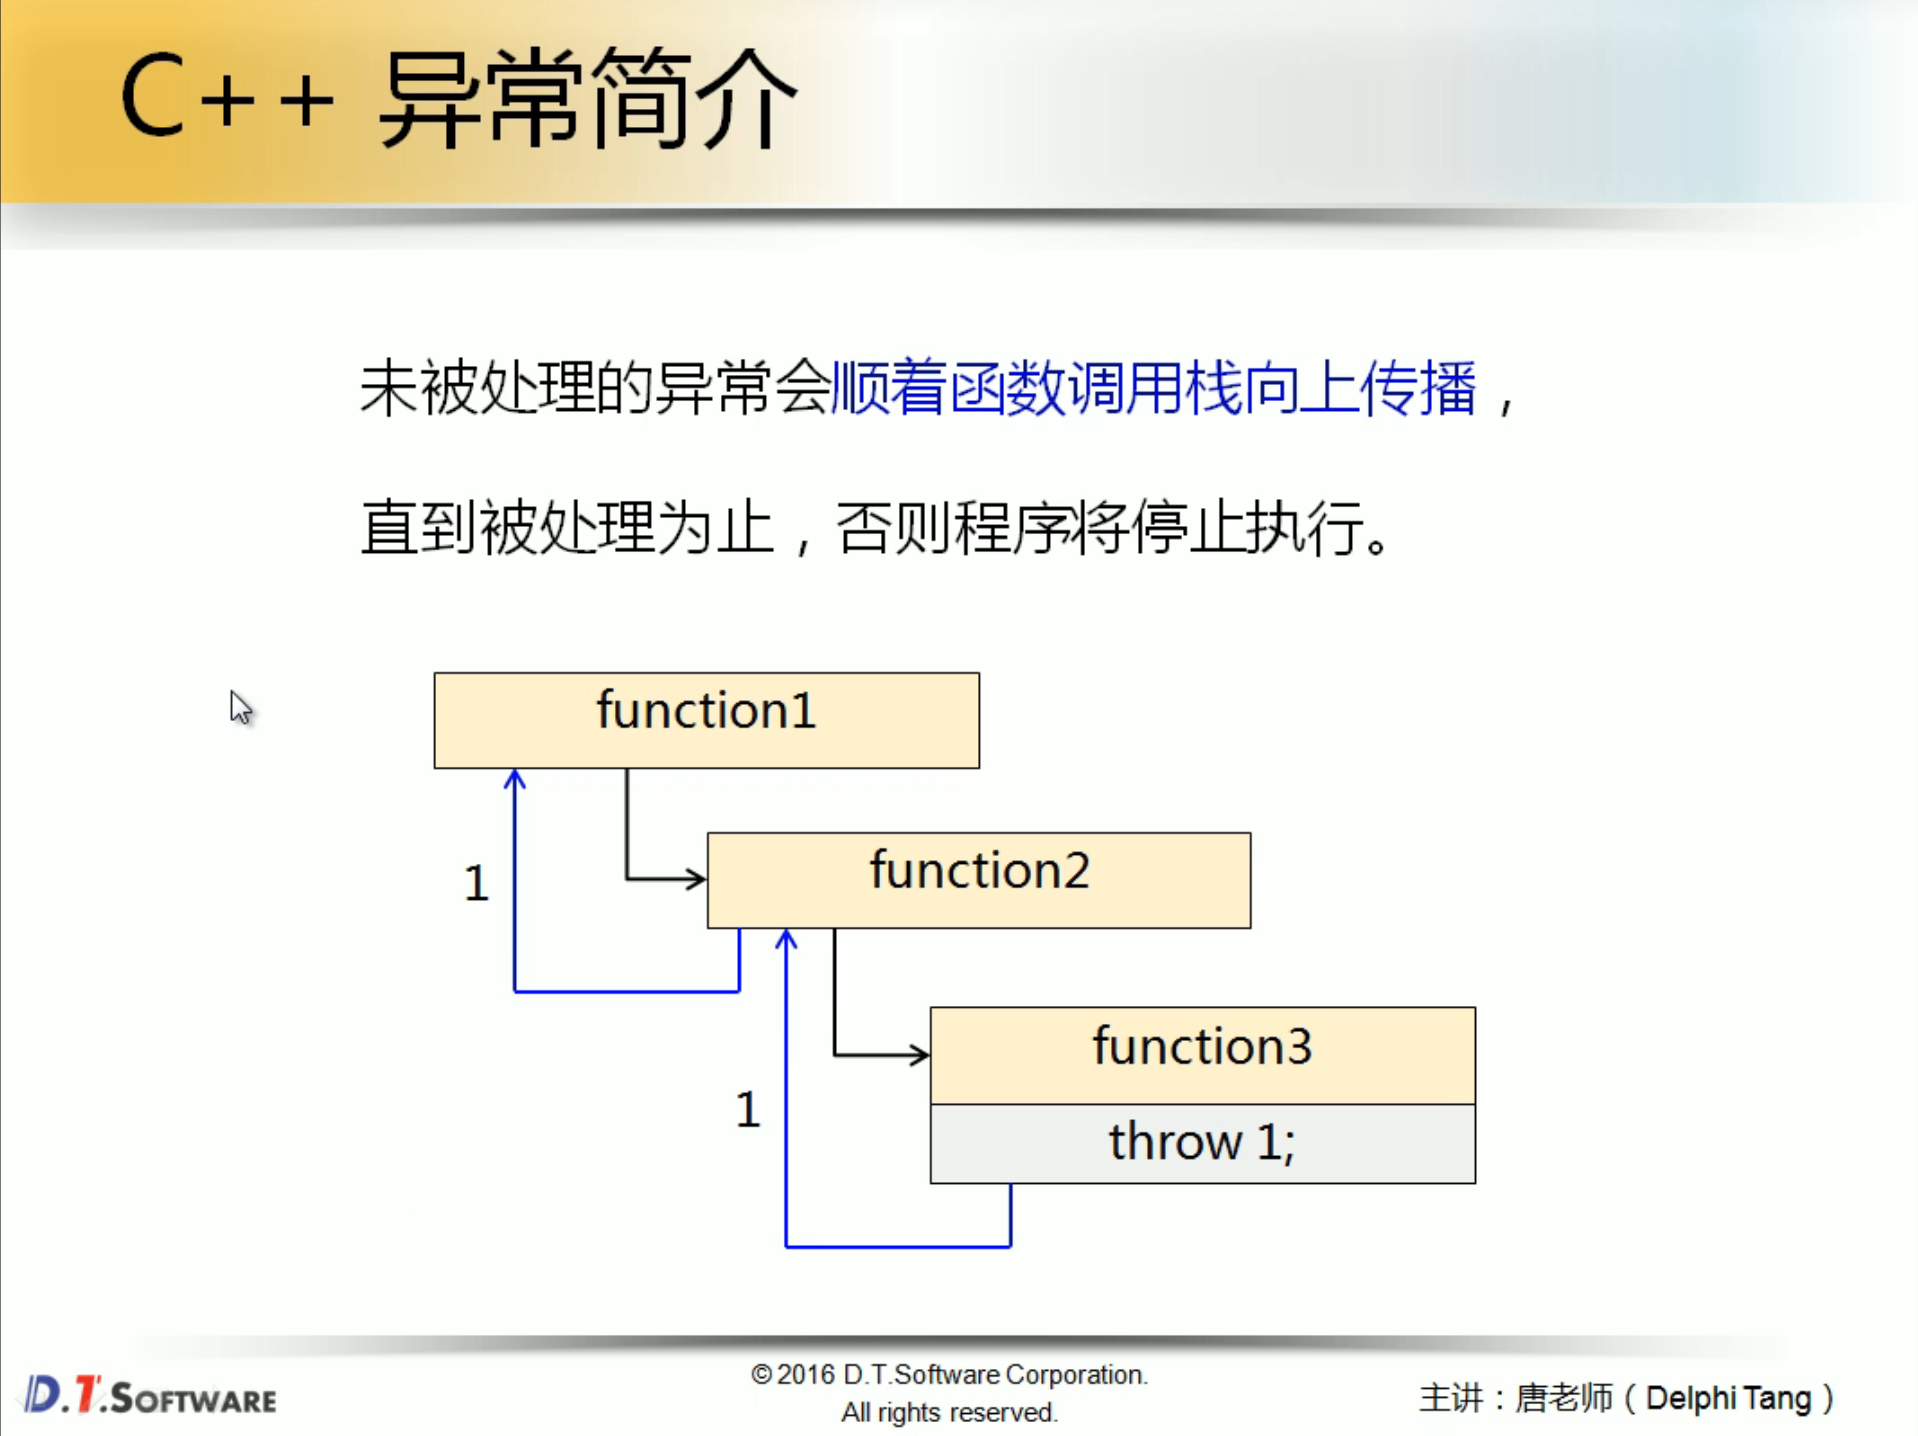 C++ 异常简介
未被处理的异常会顺着函数调用栈向上传播，
直到被处理为止，否则程序将停止执行。
function1
1
function2
function3
1
throw 1;
D.T.SOFTWARE
© 2016 D.T.Software Corporation.
All rights reserved.
主讲：唐老师（Delphi Tang）